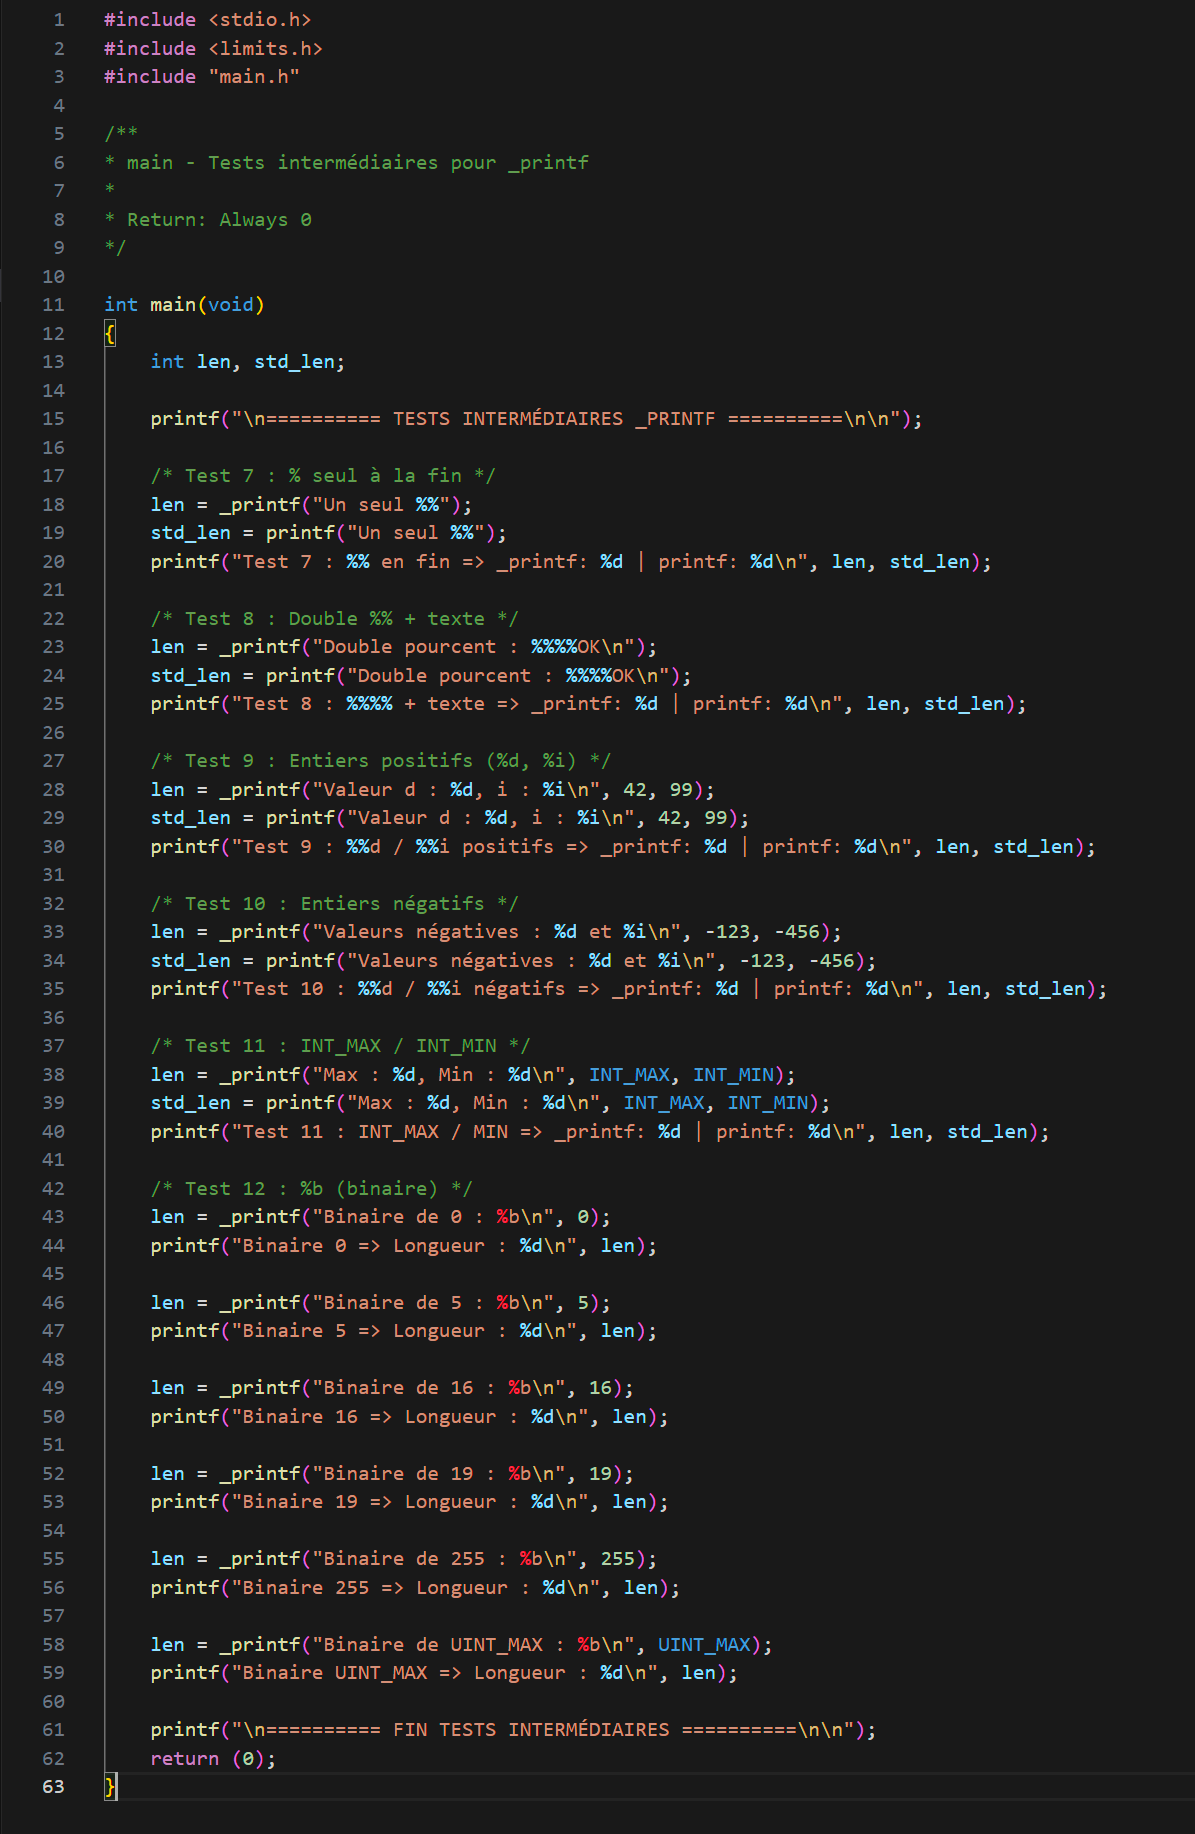 1 #include <stdio.h>
2 #include <limits.h>
3 #include "main.h"
4
5 /**
6 * main - Tests intermédiaires pour _printf
7 *
8 * Return: Always 0
9 */
10
11 int main(void)
12 {
13     int len, std_len;
14
15     printf("\n========== TESTS INTERMÉDIAIRES _PRINTF ==========\n\n");
16
17     /* Test 7 : % seul à la fin */
18     len = _printf("Un seul %%");
19     std_len = printf("Un seul %%");
20     printf("Test 7 : %% en fin => _printf: %d | printf: %d\n", len, std_len);
21
22     /* Test 8 : Double %% + texte */
23     len = _printf("Double pourcent : %%%%OK\n");
24     std_len = printf("Double pourcent : %%%%OK\n");
25     printf("Test 8 : %%%% + texte => _printf: %d | printf: %d\n", len, std_len);
26
27     /* Test 9 : Entiers positifs (%d, %i) */
28     len = _printf("Valeur d : %d, i : %i\n", 42, 99);
29     std_len = printf("Valeur d : %d, i : %i\n", 42, 99);
30     printf("Test 9 : %%d / %%i positifs => _printf: %d | printf: %d\n", len, std_len);
31
32     /* Test 10 : Entiers négatifs */
33     len = _printf("Valeurs négatives : %d et %i\n", -123, -456);
34     std_len = printf("Valeurs négatives : %d et %i\n", -123, -456);
35     printf("Test 10 : %%d / %%i négatifs => _printf: %d | printf: %d\n", len, std_len);
36
37     /* Test 11 : INT_MAX / INT_MIN */
38     len = _printf("Max : %d, Min : %d\n", INT_MAX, INT_MIN);
39     std_len = printf("Max : %d, Min : %d\n", INT_MAX, INT_MIN);
40     printf("Test 11 : INT_MAX / MIN => _printf: %d | printf: %d\n", len, std_len);
41
42     /* Test 12 : %b (binaire) */
43     len = _printf("Binaire de 0 : %b\n", 0);
44     printf("Binaire 0 => Longueur : %d\n", len);
45
46     len = _printf("Binaire de 5 : %b\n", 5);
47     printf("Binaire 5 => Longueur : %d\n", len);
48
49     len = _printf("Binaire de 16 : %b\n", 16);
50     printf("Binaire 16 => Longueur : %d\n", len);
51
52     len = _printf("Binaire de 19 : %b\n", 19);
53     printf("Binaire 19 => Longueur : %d\n", len);
54
55     len = _printf("Binaire de 255 : %b\n", 255);
56     printf("Binaire 255 => Longueur : %d\n", len);
57
58     len = _printf("Binaire de UINT_MAX : %b\n", UINT_MAX);
59     printf("Binaire UINT_MAX => Longueur : %d\n", len);
60
61     printf("\n========== FIN TESTS INTERMÉDIAIRES ==========\n\n");
62     return (0);
63 }